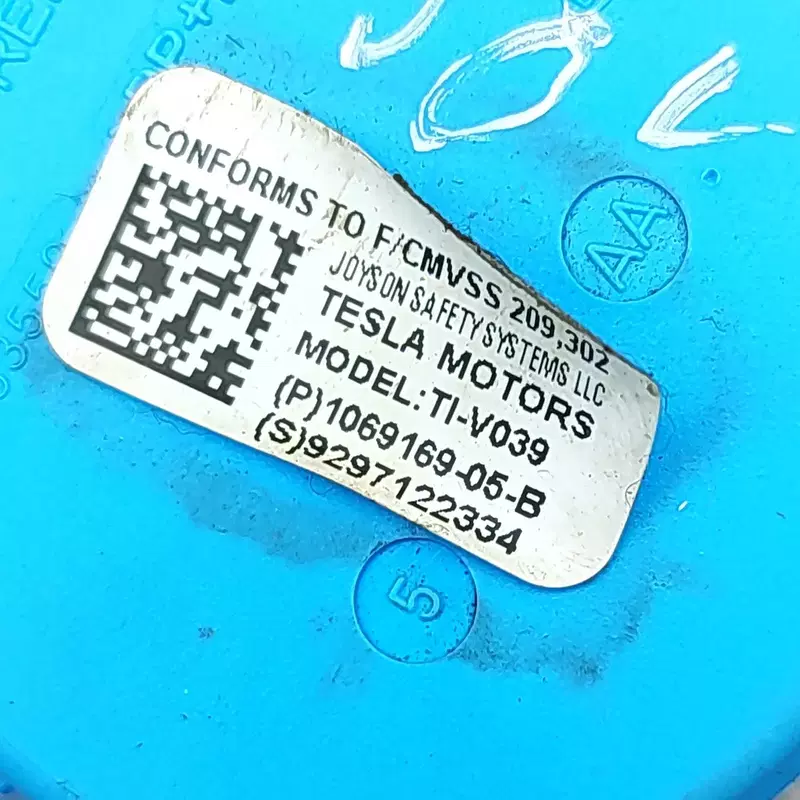 CONFORMS TO F/CMVSS 209,302
JOYSON SAFETY SYSTEMS LLC
TESLA MOTORS
MODEL:TI-V039
(P)1069169-05-B
(S)9297122334
AA
5